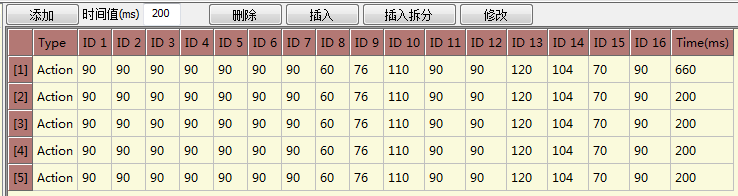 添加 时间值(ms) 200 删除 插入 插入拆分 修改
Type ID 1 ID 2 ID 3 ID 4 ID 5 ID 6 ID 7 ID 8 ID 9 ID 10 ID 11 ID 12 ID 13 ID 14 ID 15 ID 16 Time(ms)
[1] Action 90 90 90 90 90 90 90 60 76 110 90 90 120 104 70 90 660
[2] Action 90 90 90 90 90 90 90 60 76 110 90 90 120 104 70 90 200
[3] Action 90 90 90 90 90 90 90 60 76 110 90 90 120 104 70 90 200
[4] Action 90 90 90 90 90 90 90 60 76 110 90 90 120 104 70 90 200
[5] Action 90 90 90 90 90 90 90 60 76 110 90 90 120 104 70 90 200